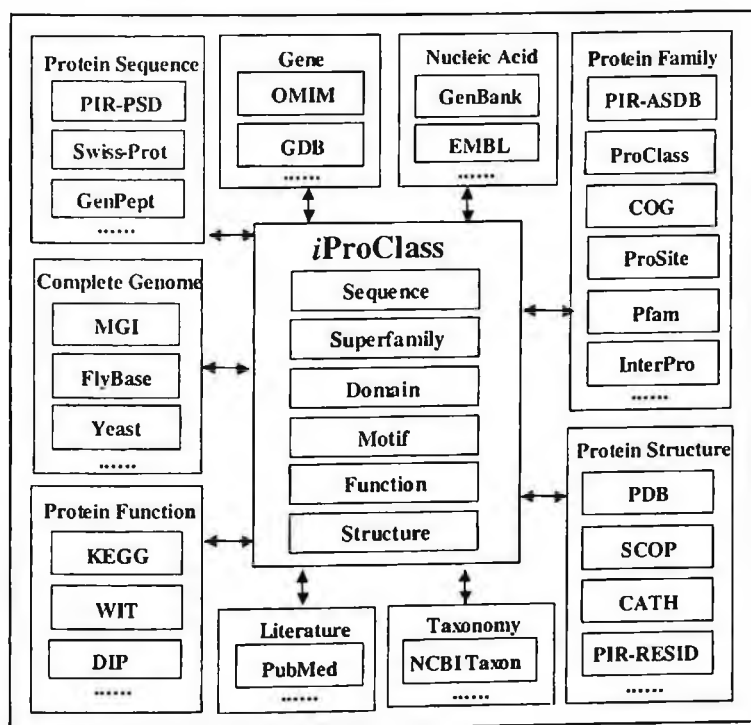 Protein Sequence
PIR-PSD
Swiss-Prot
GenPept
......
Gene
OMIM
GDB
......
Nucleic Acid
GenBank
EMBL
......
Protein Family
PIR-ASDB
ProClass
COG
ProSite
Pfam
InterPro
......
Complete Genome
MGI
FlyBase
Yeast
......
iProClass
Sequence
Superfamily
Domain
Motif
Function
Structure
Protein Structure
PDB
SCOP
CATH
PIR-RESID
......
Protein Function
KEGG
WIT
DIP
......
Literature
PubMed
......
Taxonomy
NCBI Taxon
......